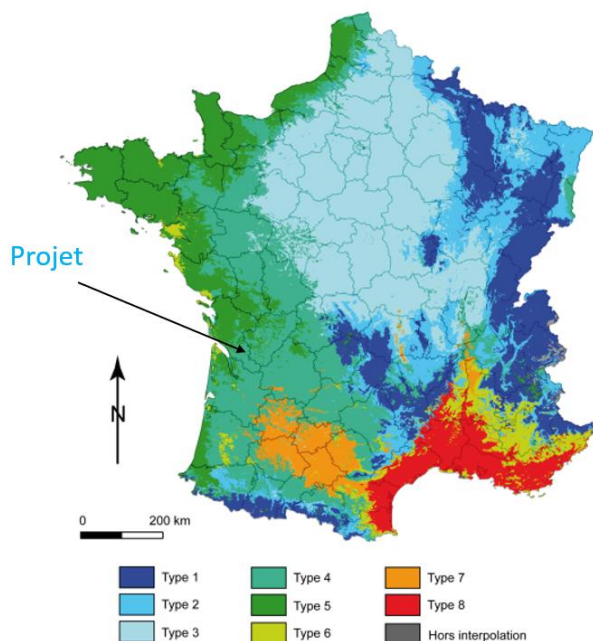 Projet
N
0 200 km
Type 1 Type 4 Type 7
Type 2 Type 5 Type 8
Type 3 Type 6 Hors interpolation